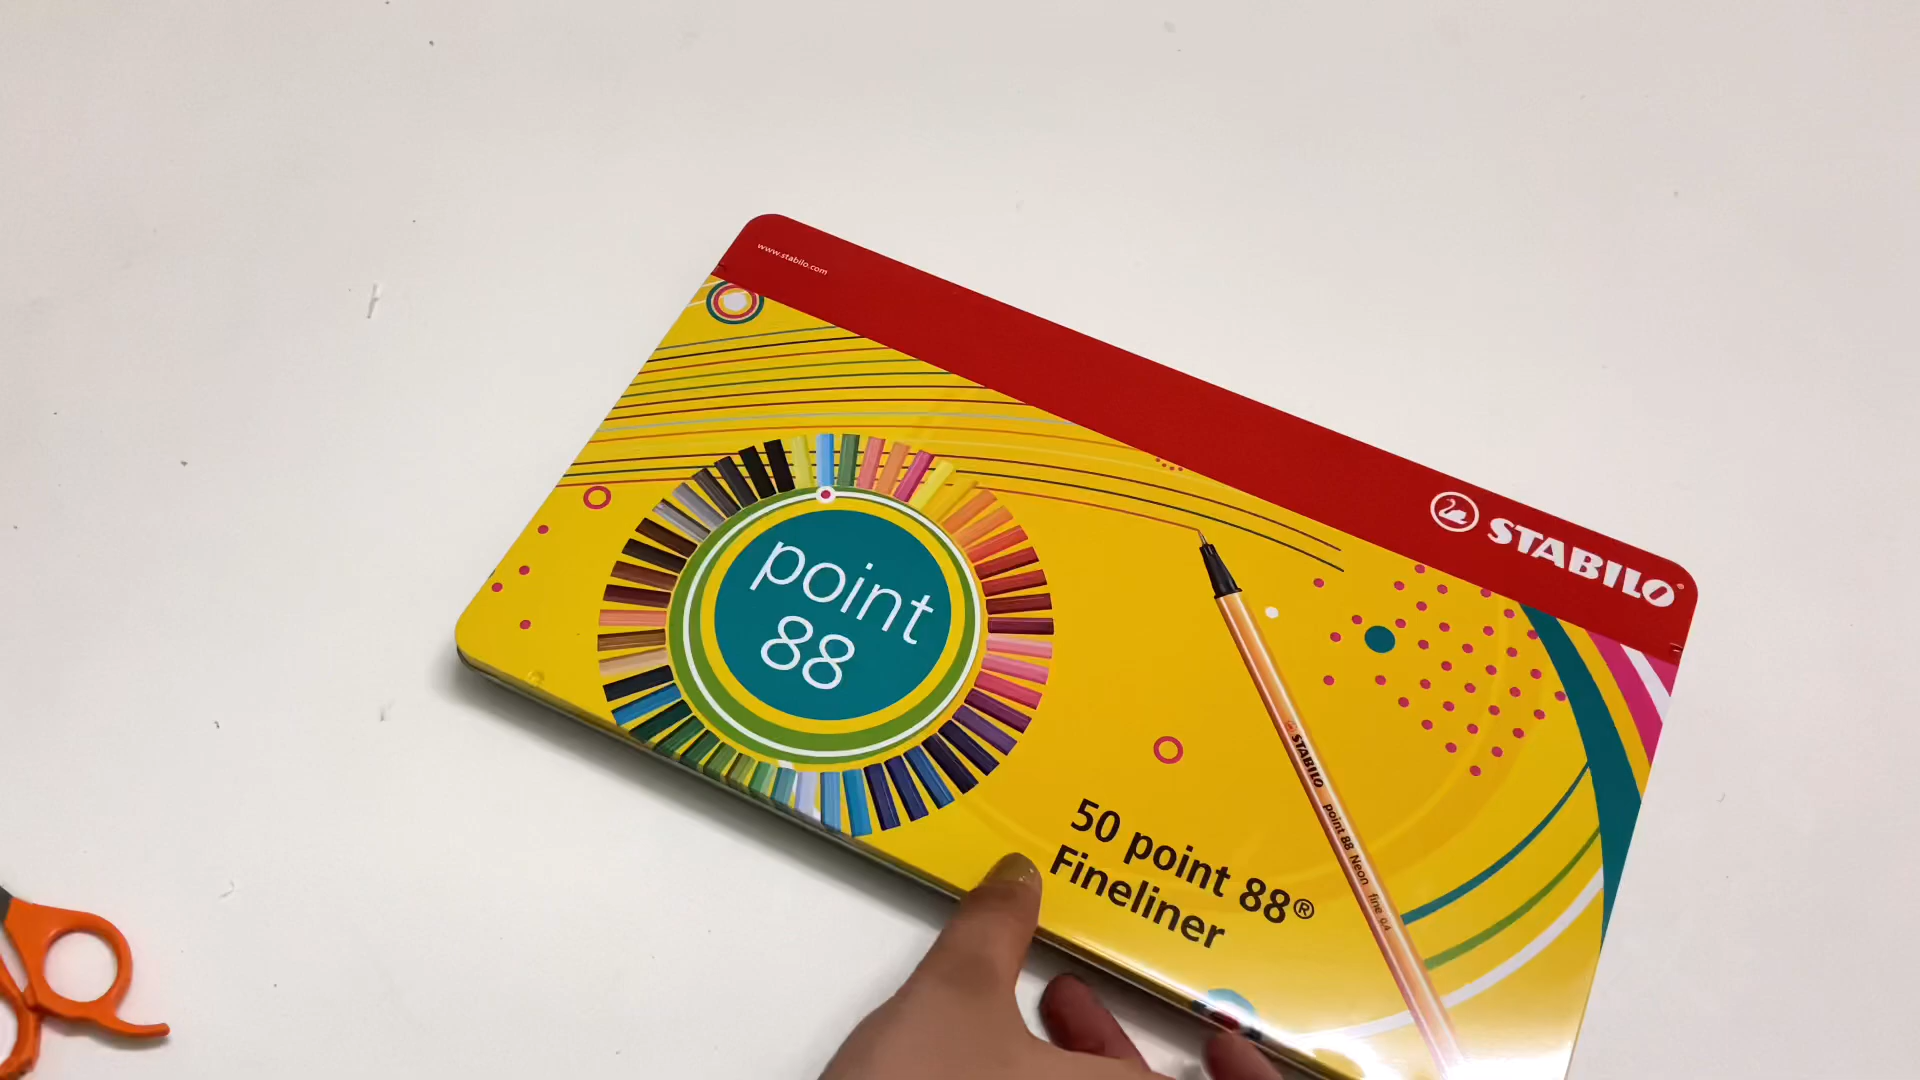 www.stabilo.com
STABILO®
point
88
50 point 88®
Fineliner
STABILO point 88 Neon fine 0,4